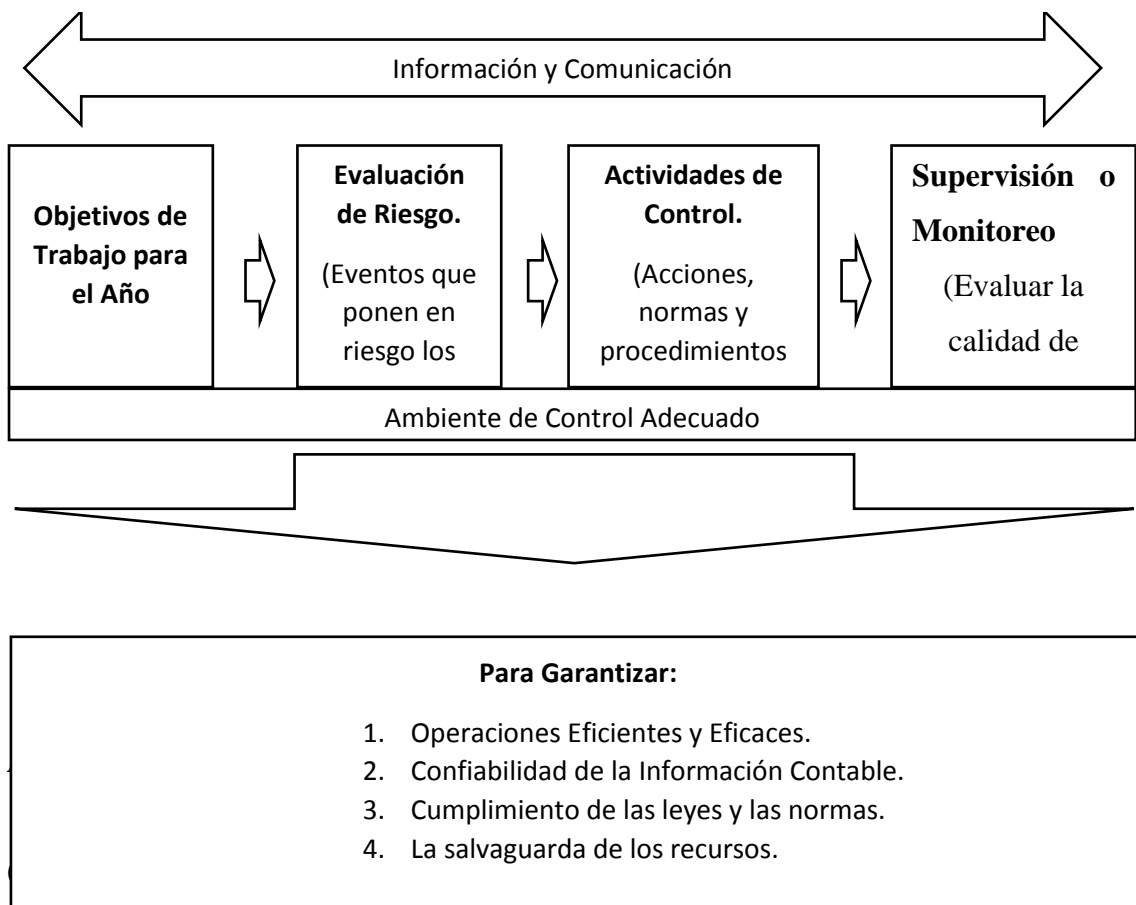 Información y Comunicación
Objetivos de
Trabajo para
el Año
Evaluación
de Riesgo.
(Eventos que
ponen en
riesgo los
Actividades de
Control.
(Acciones,
normas y
procedimientos
Supervisión o
Monitoreo
(Evaluar la
calidad de
Ambiente de Control Adecuado
Para Garantizar:
1. Operaciones Eficientes y Eficaces.
2. Confiabilidad de la Información Contable.
3. Cumplimiento de las leyes y las normas.
4. La salvaguarda de los recursos.